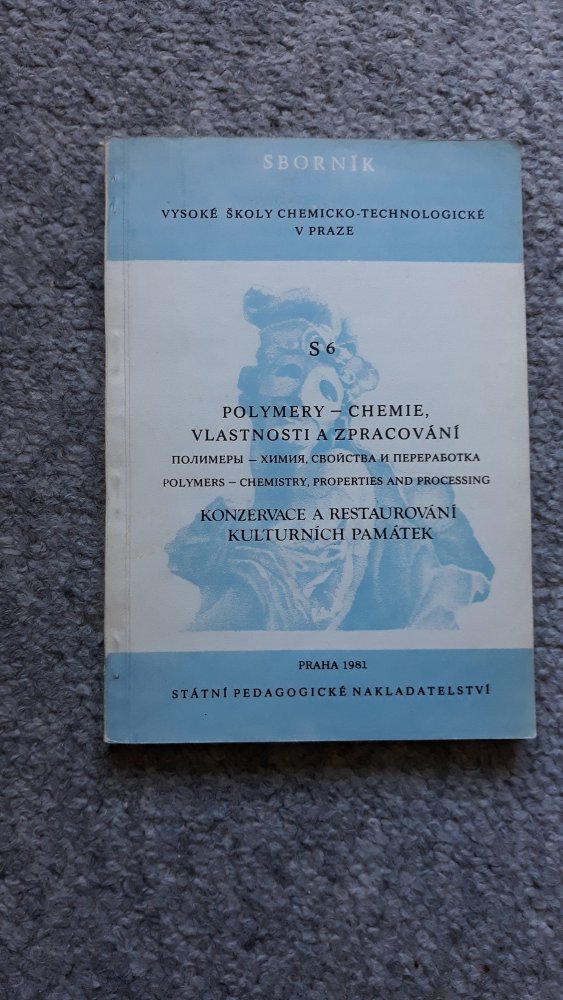 SBORNÍK
VYSOKÉ ŠKOLY CHEMICKO-TECHNOLOGICKÉ
V PRAZE
S 6
POLYMERY – CHEMIE,
VLASTNOSTI A ZPRACOVÁNÍ
ПОЛИМЕРЫ – ХИМИЯ, СВОЙСТВА И ПЕРЕРАБОТКА
POLYMERS – CHEMISTRY, PROPERTIES AND PROCESSING
KONZERVACE A RESTAUROVÁNÍ
KULTURNÍCH PAMÁTEK
PRAHA 1981
STÁTNÍ PEDAGOGICKÉ NAKLADATELSTVÍ